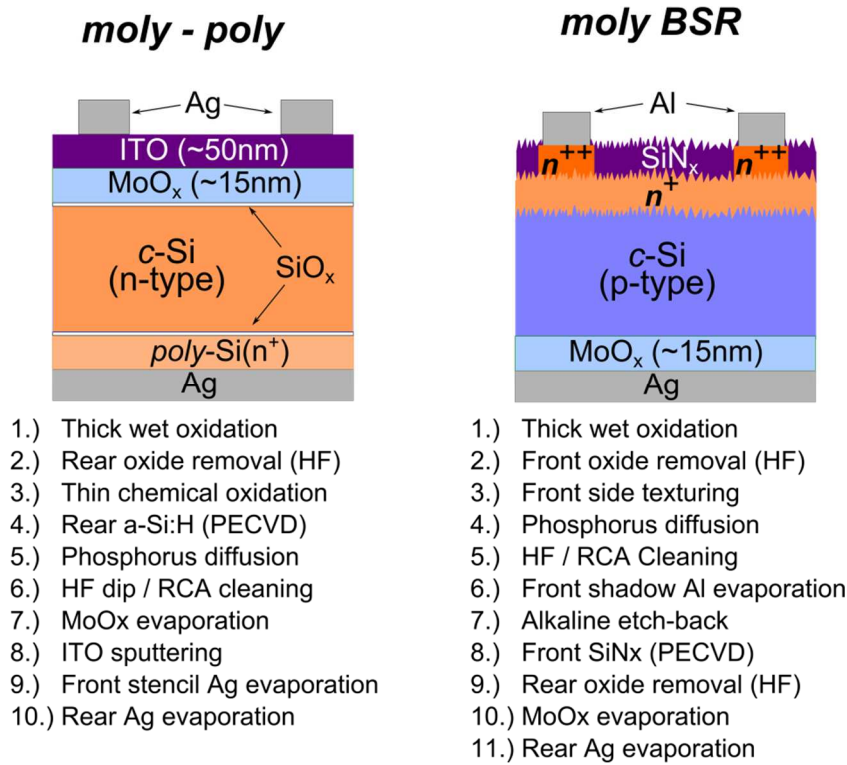 moly - poly
Ag
ITO (~50nm)
MoOₓ (~15nm)
c-Si
(n-type)
SiOₓ
poly-Si(n⁺)
Ag
1.) Thick wet oxidation
2.) Rear oxide removal (HF)
3.) Thin chemical oxidation
4.) Rear a-Si:H (PECVD)
5.) Phosphorus diffusion
6.) HF dip / RCA cleaning
7.) MoOx evaporation
8.) ITO sputtering
9.) Front stencil Ag evaporation
10.) Rear Ag evaporation
moly BSR
Al
n⁺⁺ SiNₓ n⁺⁺
n⁺
c-Si
(p-type)
MoOₓ (~15nm)
Ag
1.) Thick wet oxidation
2.) Front oxide removal (HF)
3.) Front side texturing
4.) Phosphorus diffusion
5.) HF / RCA Cleaning
6.) Front shadow Al evaporation
7.) Alkaline etch-back
8.) Front SiNx (PECVD)
9.) Rear oxide removal (HF)
10.) MoOx evaporation
11.) Rear Ag evaporation